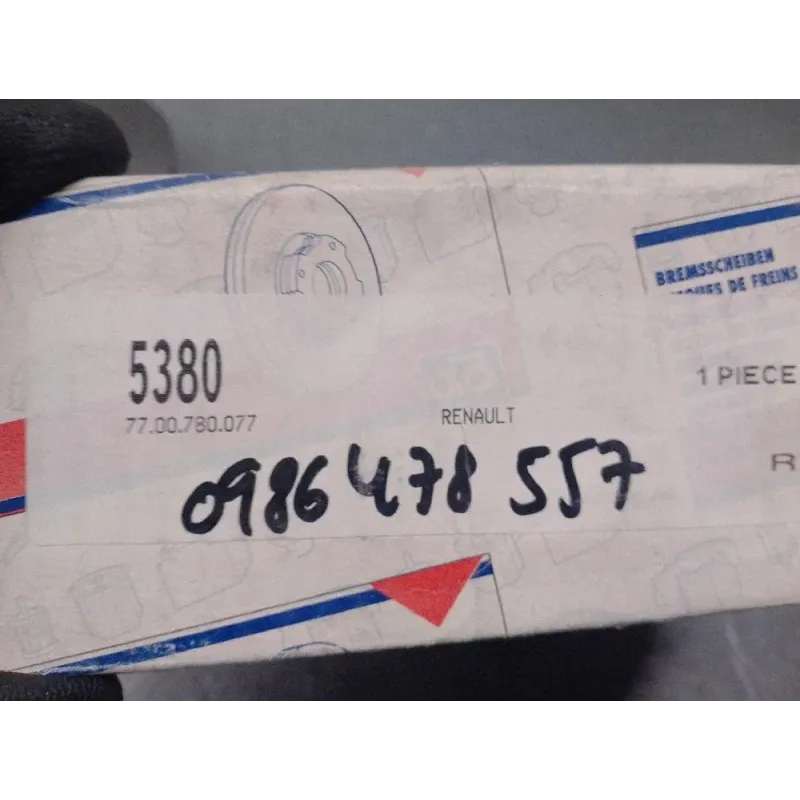 BREMSSCHEIBEN
DE FREINS
5380
1 PIECE
77.00.780.077
RENAULT
R
0986 478 557